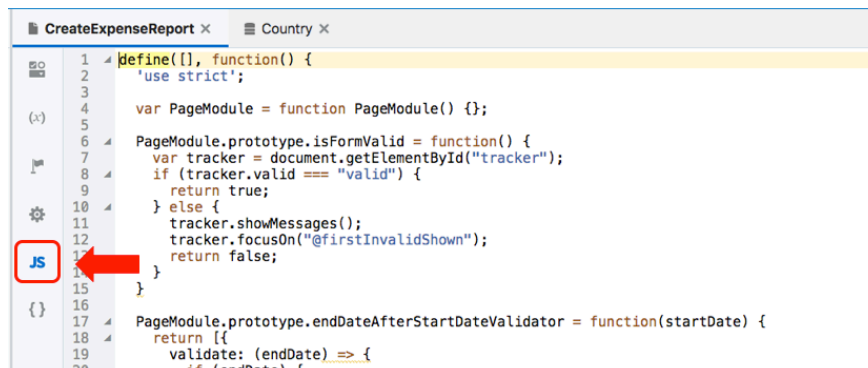 CreateExpenseReport ×
Country ×
1 define([], function() {
2 'use strict';
3
4 var PageModule = function PageModule() {};
5
6 PageModule.prototype.isFormValid = function() {
7 var tracker = document.getElementById("tracker");
8 if (tracker.valid === "valid") {
9 return true;
10 } else {
11 tracker.showMessages();
12 tracker.focusOn("@firstInvalidShown");
13 return false;
14 }
15 }
16
17 PageModule.prototype.endDateAfterStartDateValidator = function(startDate) {
18 return [{
19 validate: (endDate) => {
20 if (endDate) {
(x)
JS
{ }